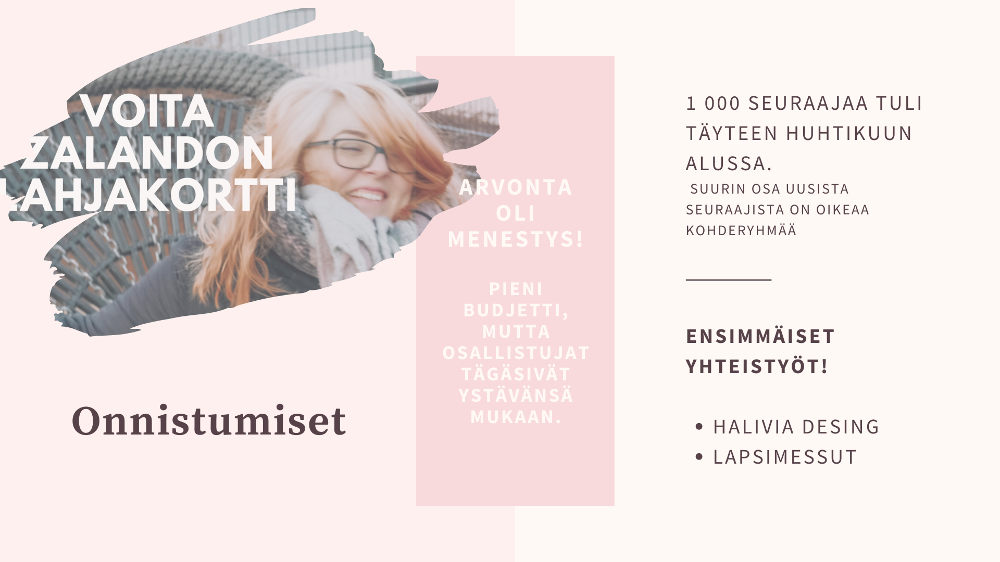 VOITA
ZALANDON
LAHJAKORTTI
Onnistumiset
ARVONTA
OLI
MENESTYS!
PIENI
BUDJETTI,
MUTTA
OSALLISTUJAT
TÄGÄSIVÄT
YSTÄVÄNSÄ
MUKAAN.
1 000 SEURAAJAA TULI
TÄYTEEN HUHTIKUUN
ALUSSA.
SUURIN OSA UUSISTA
SEURAAJISTA ON OIKEAA
KOHDERYHMÄÄ
ENSIMMÄISET
YHTEISTYÖT!
• HALIVIA DESING
• LAPSIMESSUT